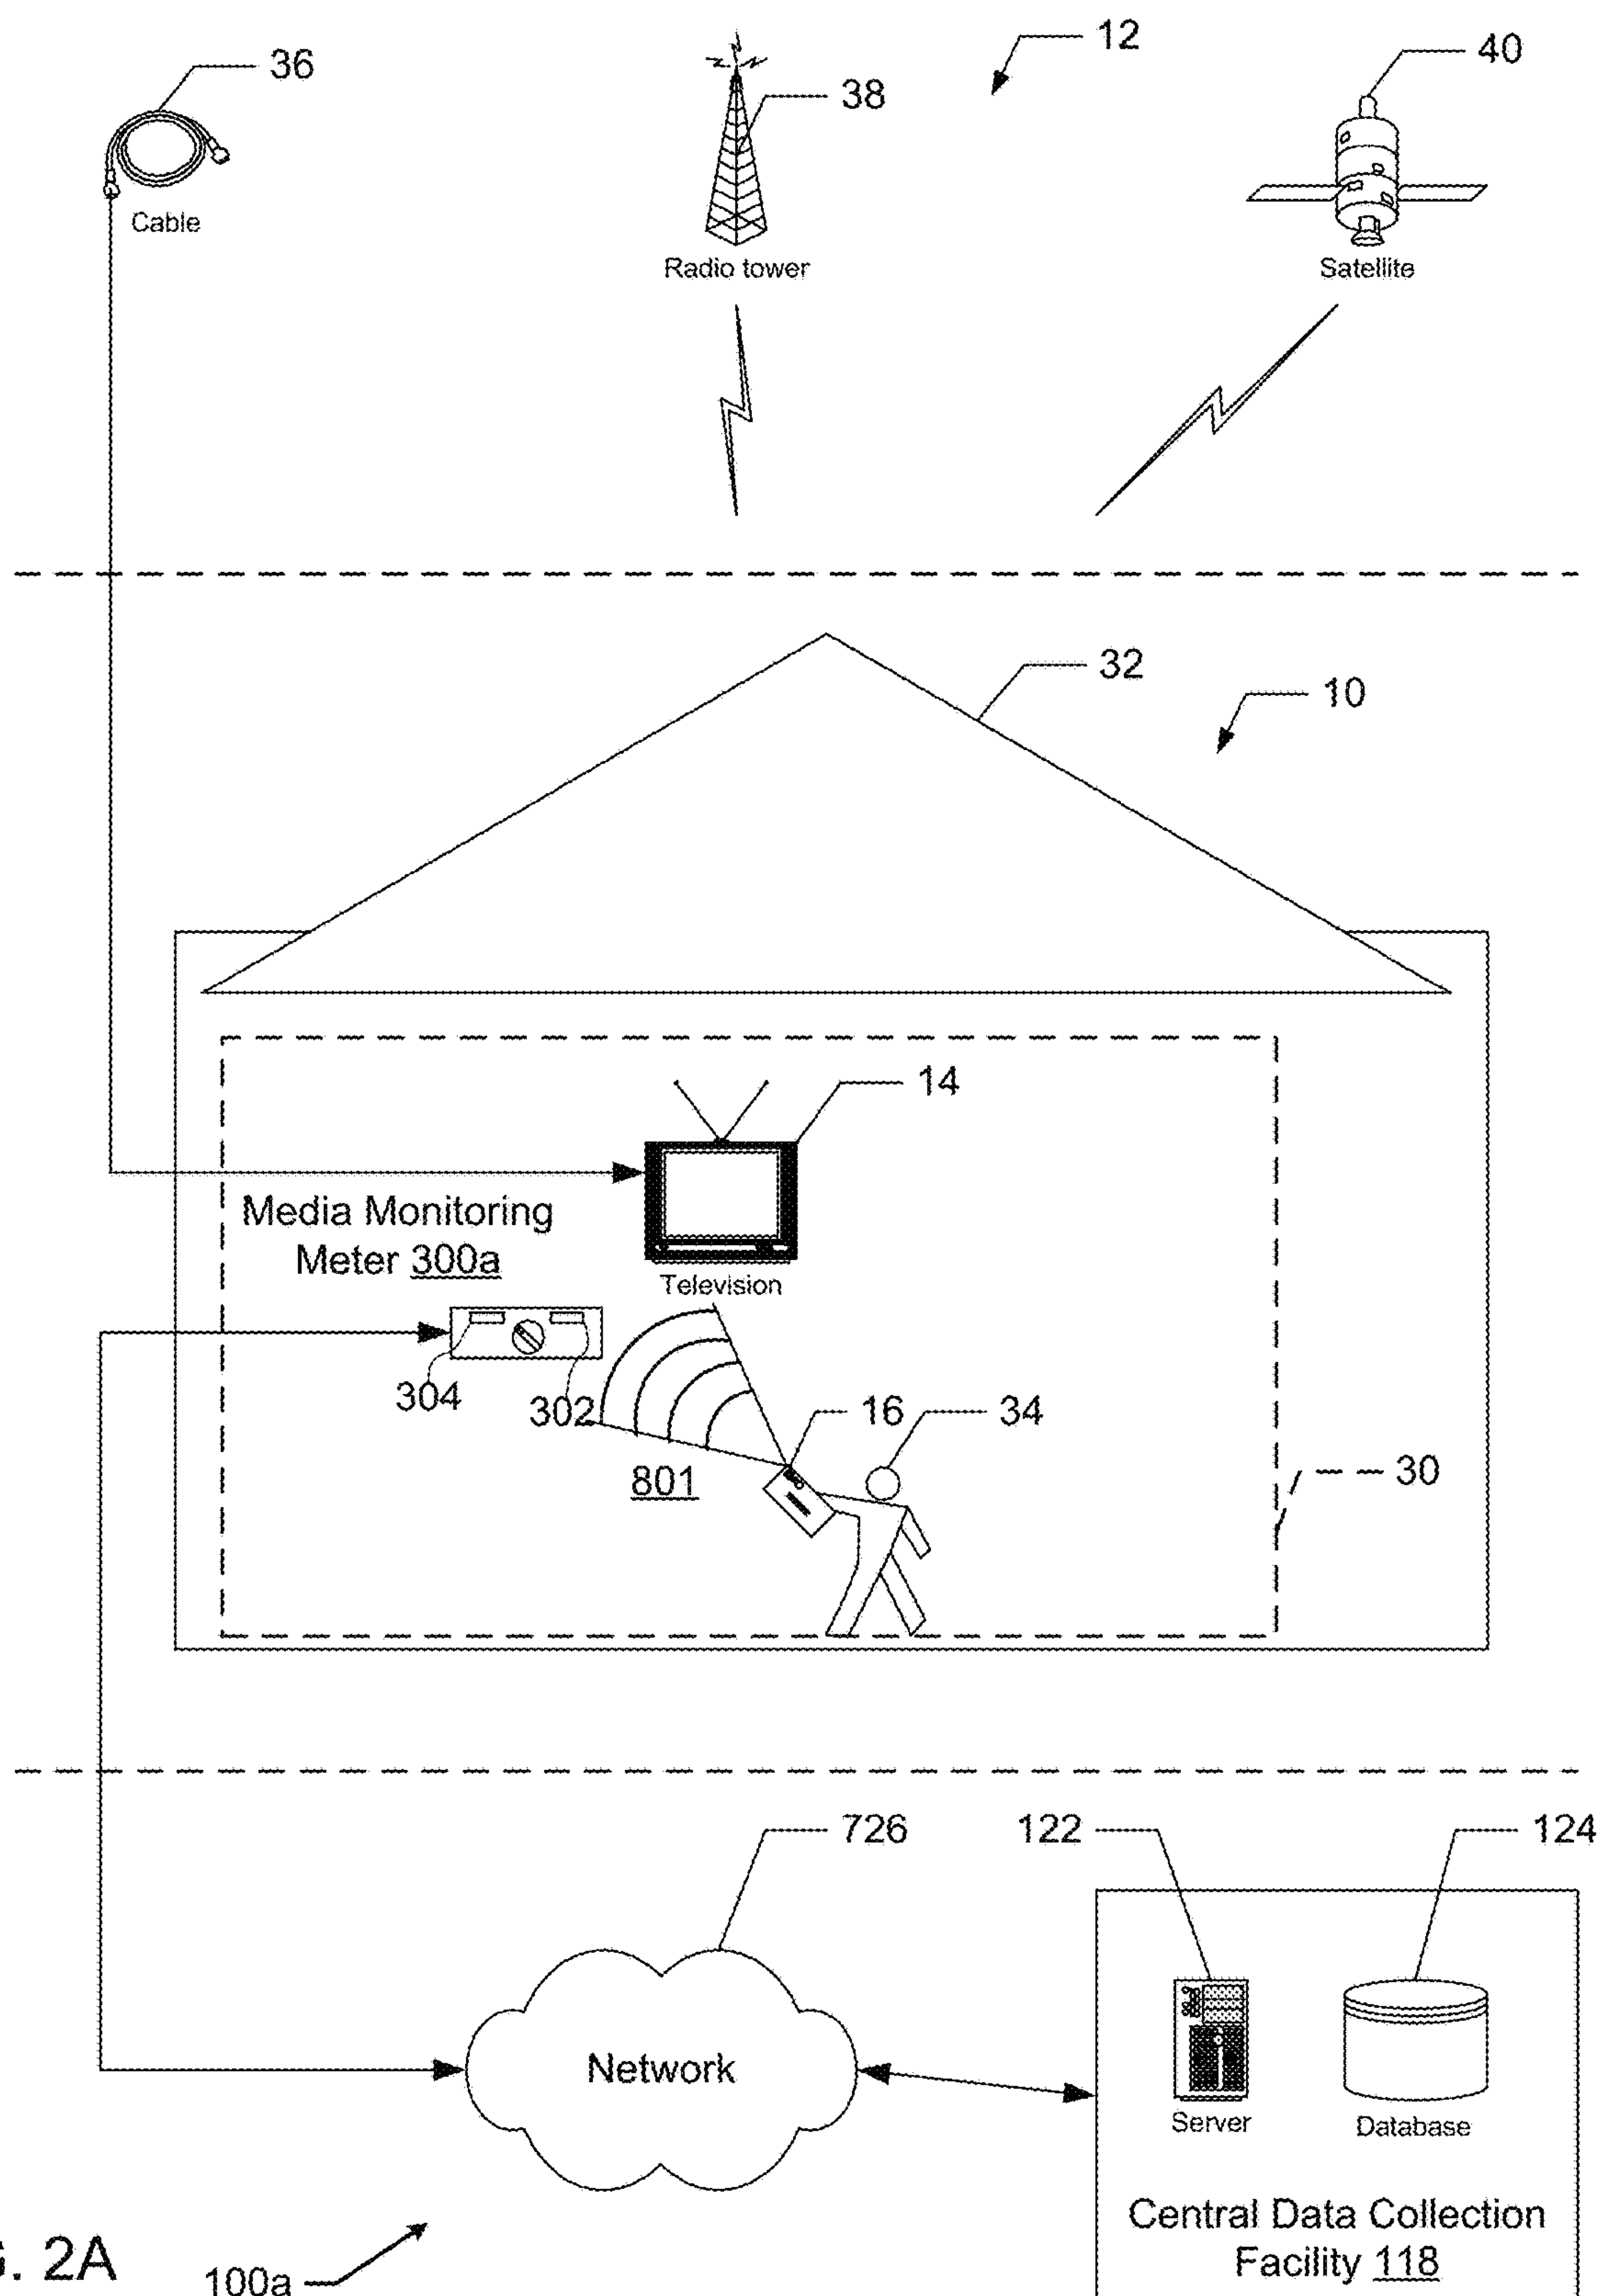 36
12
40
38
Cable
Radio tower
Satellite
32
10
14
Media Monitoring
Meter 300a
Television
304
302
16
34
801
30
726
122
124
Network
Server
Database
Central Data Collection
Facility 118
. 2A
100a